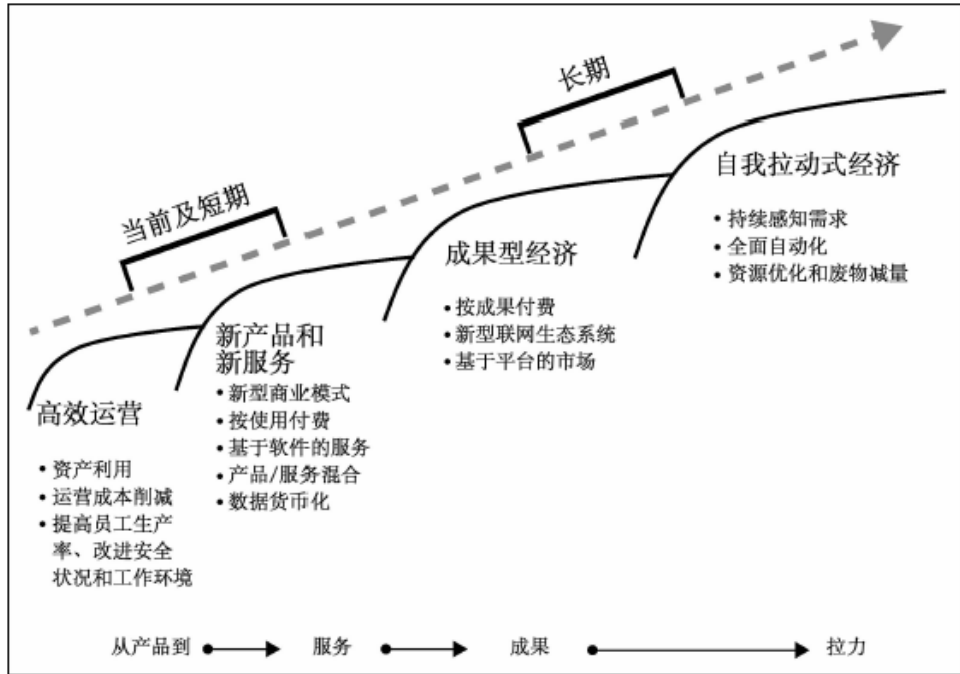 长期
当前及短期
高效运营
• 资产利用
• 运营成本削减
• 提高员工生产
率、改进安全
状况和工作环境
新产品和
新服务
• 新型商业模式
• 按使用付费
• 基于软件的服务
• 产品/服务混合
• 数据货币化
成果型经济
• 按成果付费
• 新型联网生态系统
• 基于平台的市场
自我拉动式经济
• 持续感知需求
• 全面自动化
• 资源优化和废物减量
从产品到 服务 成果 拉力